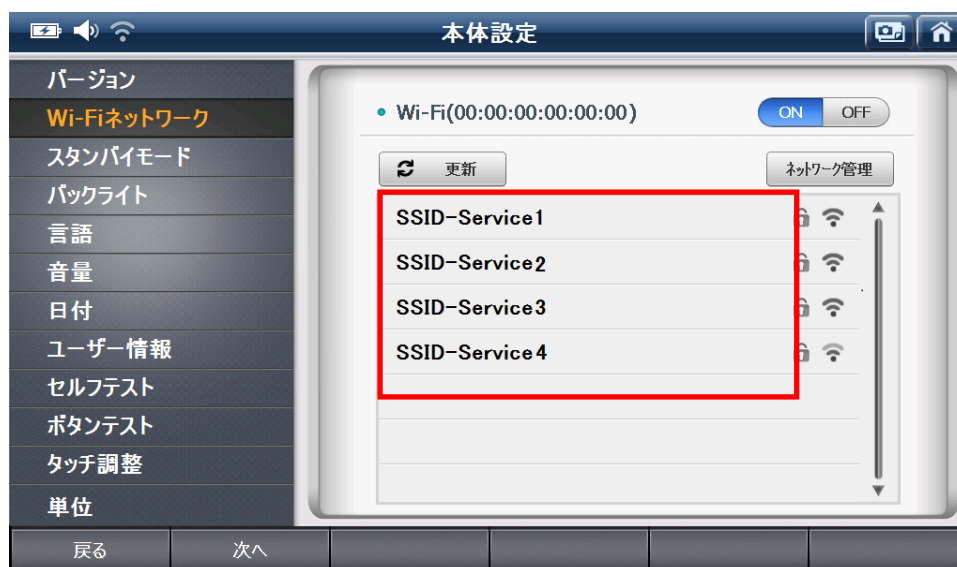 本体設定
バージョン
Wi-Fiネットワーク
スタンバイモード
バックライト
言語
音量
日付
ユーザー情報
セルフテスト
ボタンテスト
タッチ調整
単位
Wi-Fi(00:00:00:00:00:00)
ON OFF
更新
ネットワーク管理
SSID-Service1
SSID-Service2
SSID-Service3
SSID-Service4
戻る 次へ